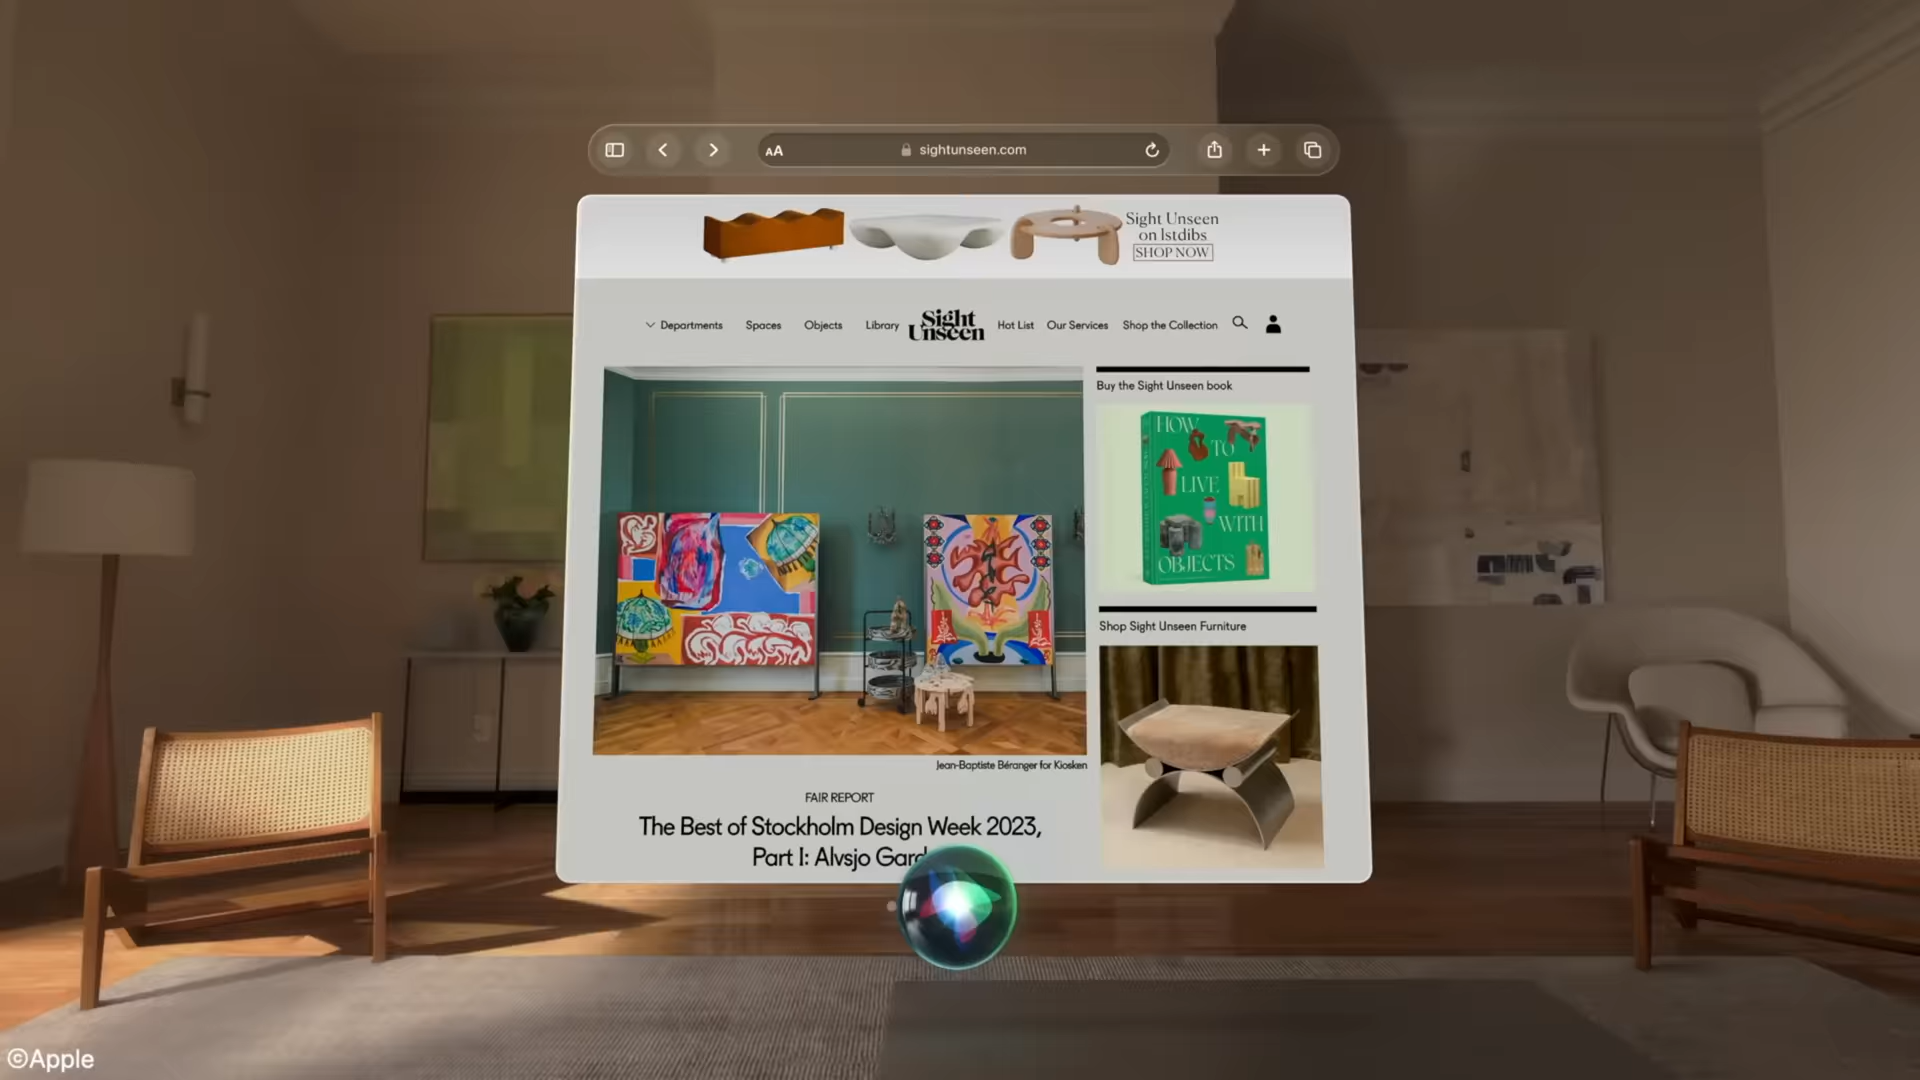 AA
sightunseen.com
Sight Unseen
on 1stdibs
SHOP NOW
Departments
Spaces
Objects
Library
Sight
Unseen
Hot List
Our Services
Shop the Collection
Buy the Sight Unseen book
HOW
TO
LIVE
WITH
OBJECTS
Shop Sight Unseen Furniture
Jean-Baptiste Béranger for Kiosken
FAIR REPORT
The Best of Stockholm Design Week 2023,
Part I: Alvsjo Gard
©Apple